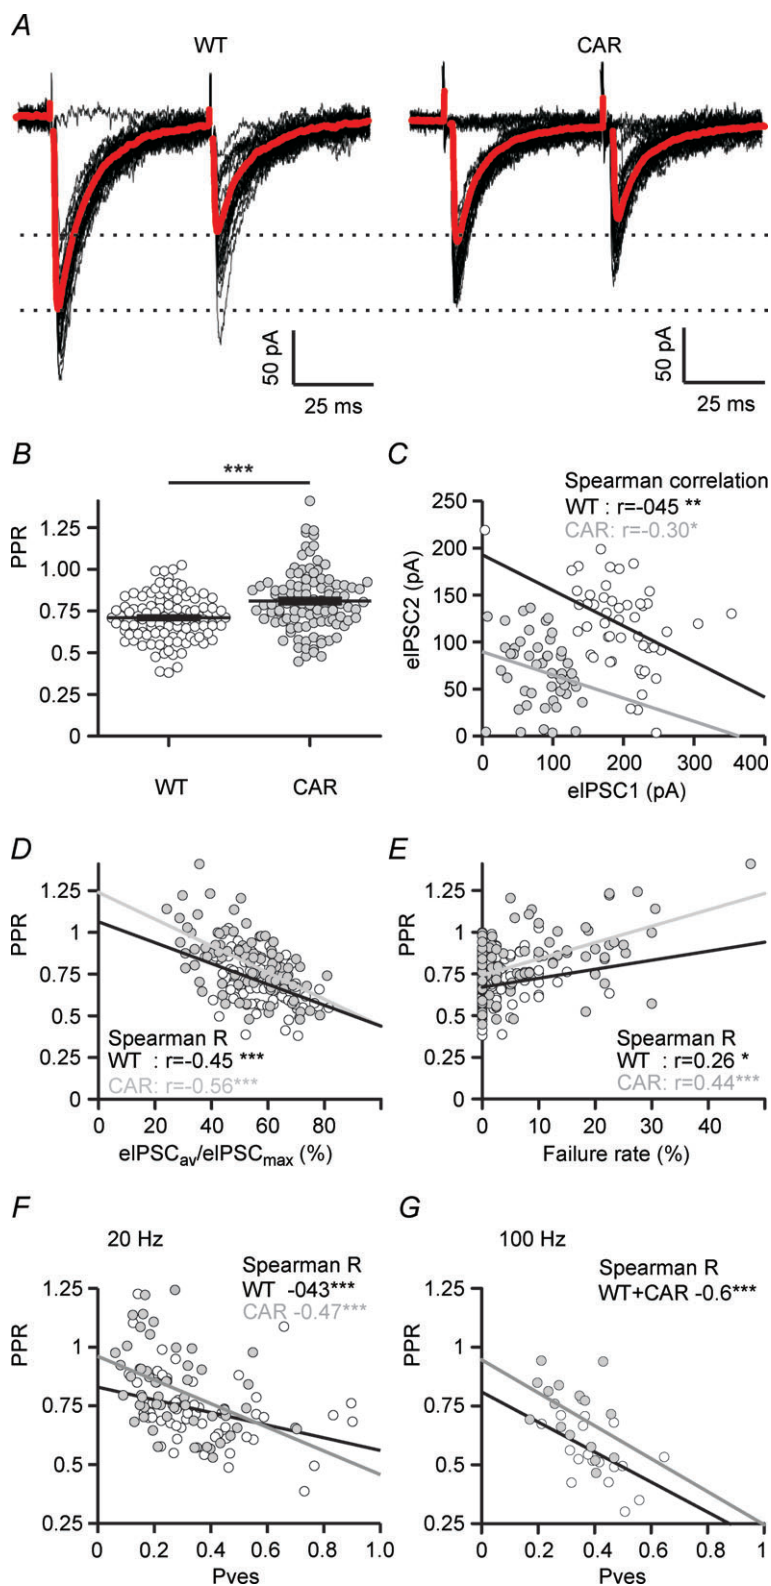 A
WT CAR
50 pA
25 ms
50 pA
25 ms
B
***
PPR
1.25
1.00
0.75
0.5
0.25
0
WT CAR
C
Spearman correlation
WT : r=-045 **
CAR: r=-0.30*
eIPSC2 (pA)
250
200
150
100
50
0
0 100 200 300 400
eIPSC1 (pA)
D
PPR
1.25
1
0.75
0.5
0.25
0
Spearman R
WT : r=-0.45 ***
CAR: r=-0.56***
0 20 40 60 80
eIPSCav/eIPSCmax (%)
E
PPR
1.25
1
0.75
0.5
0.25
0
Spearman R
WT : r=0.26 *
CAR: r=0.44***
0 10 20 30 40
Failure rate (%)
F
20 Hz
Spearman R
WT -043***
CAR -0.47***
PPR
1.25
1
0.75
0.5
0.25
0 0.2 0.4 0.6 0.8 1.0
Pves
G
100 Hz
Spearman R
WT+CAR -0.6***
PPR
1.25
1
0.75
0.5
0.25
0 0.2 0.4 0.6 0.8 1
Pves